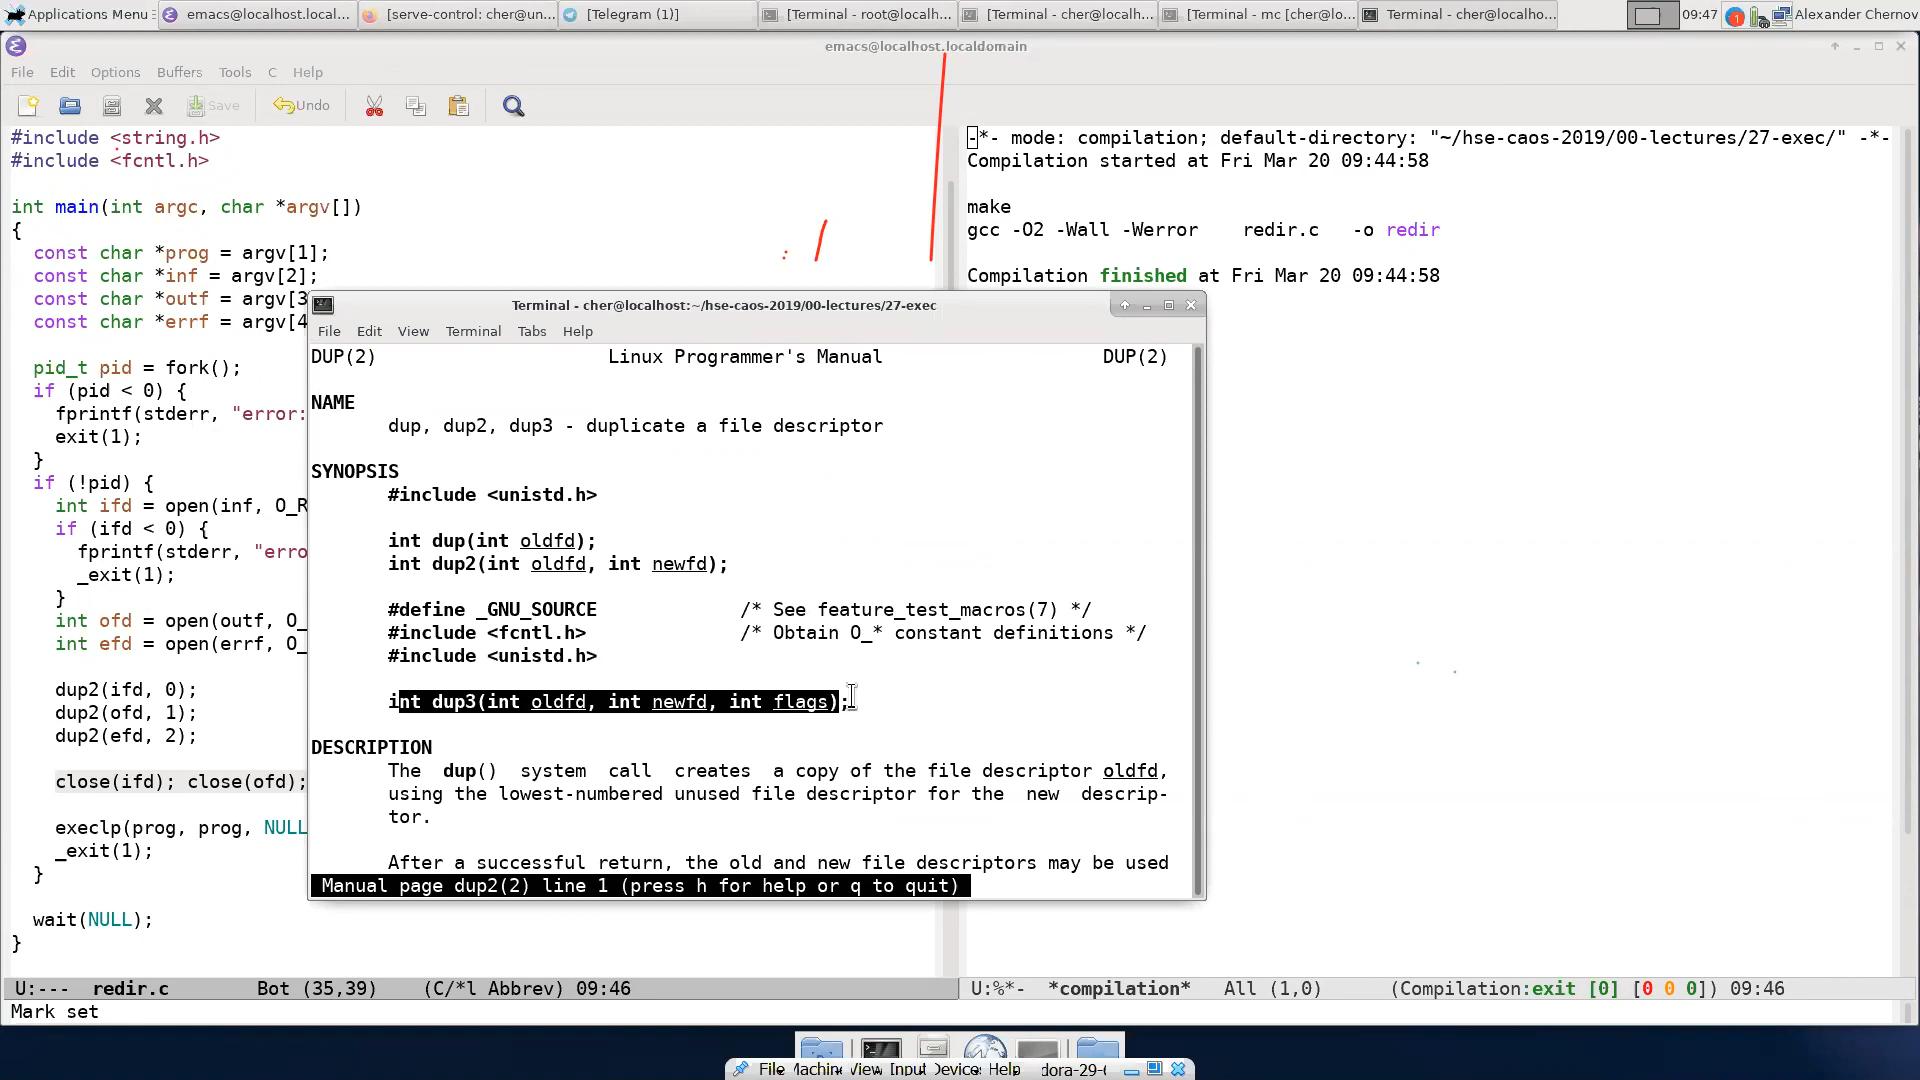 Applications Menu
emacs@localhost.local...
[serve-control: cher@un...
[Telegram (1)]
[Terminal - root@localh...
[Terminal - cher@localh...
[Terminal - mc [cher@lo...
Terminal - cher@localho...
09:47
Alexander Chernov
emacs@localhost.localdomain
File Edit Options Buffers Tools C Help
Save Undo
#include <string.h>
#include <fcntl.h>
int main(int argc, char *argv[])
{
const char *prog = argv[1];
const char *inf = argv[2];
const char *outf = argv[3
const char *errf = argv[4
pid_t pid = fork();
if (pid < 0) {
fprintf(stderr, "error:
exit(1);
}
if (!pid) {
int ifd = open(inf, O_R
if (ifd < 0) {
fprintf(stderr, "erro
_exit(1);
}
int ofd = open(outf, O_
int efd = open(errf, O_
dup2(ifd, 0);
dup2(ofd, 1);
dup2(efd, 2);
close(ifd); close(ofd);
execlp(prog, prog, NULL
_exit(1);
}
wait(NULL);
}
U:--- redir.c Bot (35,39) (C/*l Abbrev) 09:46
Mark set
-*- mode: compilation; default-directory: "~/hse-caos-2019/00-lectures/27-exec/" -*-
Compilation started at Fri Mar 20 09:44:58
make
gcc -O2 -Wall -Werror redir.c -o redir
Compilation finished at Fri Mar 20 09:44:58
U:%*- *compilation* All (1,0) (Compilation:exit [0] [0 0 0]) 09:46
Terminal - cher@localhost:~/hse-caos-2019/00-lectures/27-exec
File Edit View Terminal Tabs Help
DUP(2) Linux Programmer's Manual DUP(2)
NAME
dup, dup2, dup3 - duplicate a file descriptor
SYNOPSIS
#include <unistd.h>
int dup(int oldfd);
int dup2(int oldfd, int newfd);
#define _GNU_SOURCE /* See feature_test_macros(7) */
#include <fcntl.h> /* Obtain O_* constant definitions */
#include <unistd.h>
int dup3(int oldfd, int newfd, int flags);
DESCRIPTION
The dup() system call creates a copy of the file descriptor oldfd,
using the lowest-numbered unused file descriptor for the new descrip-
tor.
After a successful return, the old and new file descriptors may be used
Manual page dup2(2) line 1 (press h for help or q to quit)
File Machin View Input Device Help dora-29-